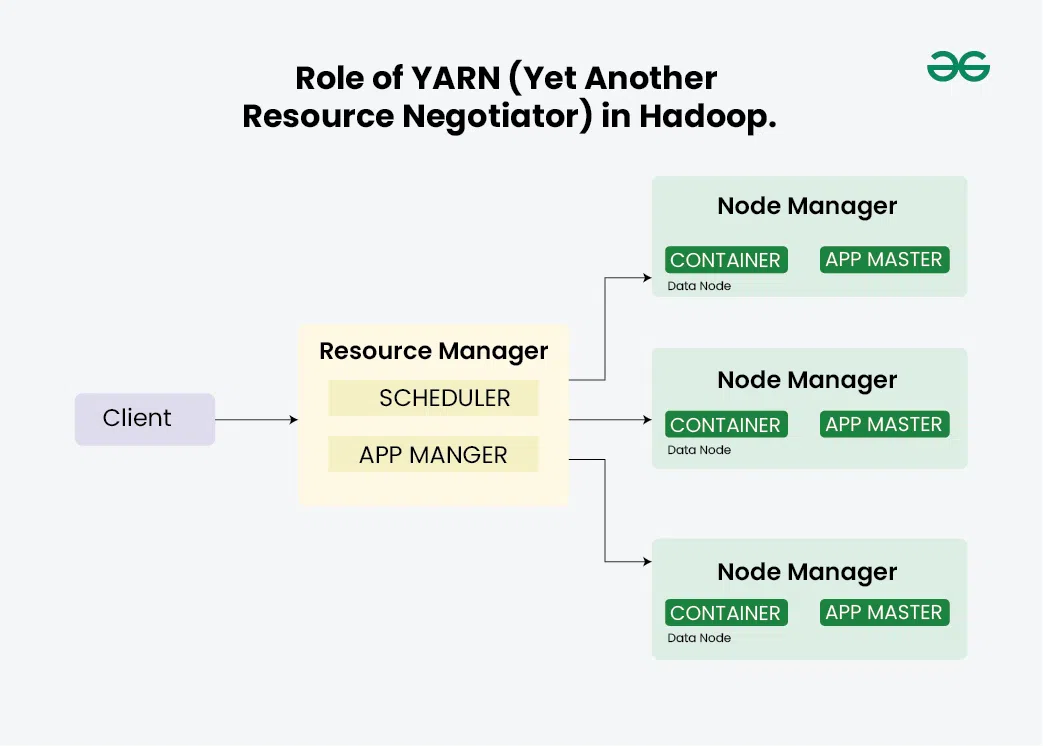 Role of YARN (Yet Another
Resource Negotiator) in Hadoop.
Client
Resource Manager
SCHEDULER
APP MANGER
Node Manager
CONTAINER
APP MASTER
Data Node
Node Manager
CONTAINER
APP MASTER
Data Node
Node Manager
CONTAINER
APP MASTER
Data Node